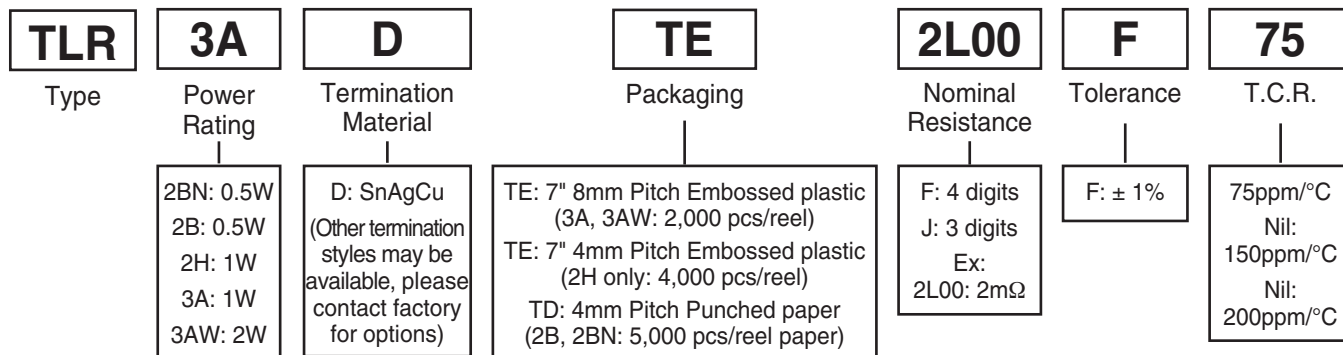 TLR
3A
D
TE
2L00
F
75
Type
Power
Rating
Termination
Material
Packaging
Nominal
Resistance
Tolerance
T.C.R.
2BN: 0.5W
2B: 0.5W
2H: 1W
3A: 1W
3AW: 2W
D: SnAgCu
(Other termination
styles may be
available, please
contact factory
for options)
TE: 7" 8mm Pitch Embossed plastic
(3A, 3AW: 2,000 pcs/reel)
TE: 7" 4mm Pitch Embossed plastic
(2H only: 4,000 pcs/reel)
TD: 4mm Pitch Punched paper
(2B, 2BN: 5,000 pcs/reel paper)
F: 4 digits
J: 3 digits
Ex:
2L00: 2mΩ
F: ± 1%
75ppm/°C
Nil:
150ppm/°C
Nil:
200ppm/°C